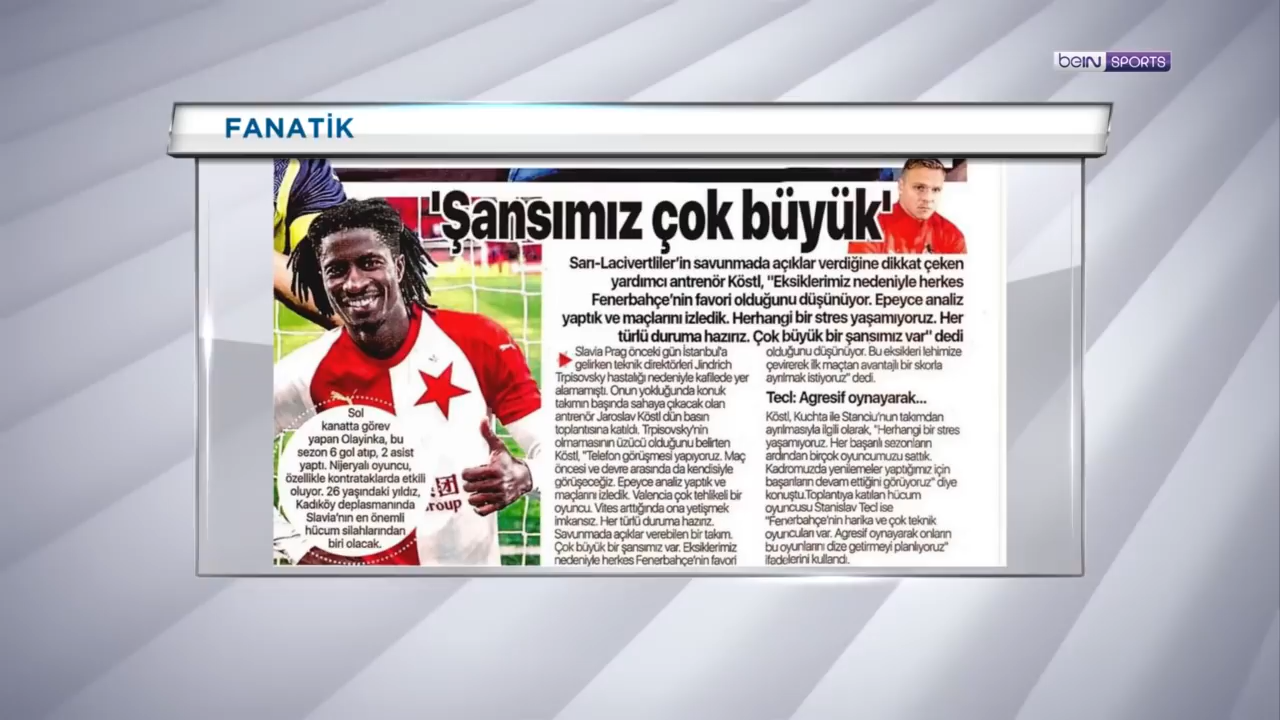 beIN SPORTS
FANATİK
'Şansımız çok büyük'
Sarı-Lacivertliler'in savunmada açıklar verdiğine dikkat çeken
yardımcı antrenör Köstl, "Eksiklerimiz nedeniyle herkes
Fenerbahçe'nin favori olduğunu düşünüyor. Epeyce analiz
yaptık ve maçlarını izledik. Herhangi bir stres yaşamıyoruz. Her
türlü duruma hazırız. Çok büyük bir şansımız var" dedi
Slavia Prag önceki gün İstanbul'a
gelirken teknik direktörleri Jindrich
Trpisovsky hastalığı nedeniyle kafilede yer
alamamıştı. Onun yokluğunda konuk
takımın başında sahaya çıkacak olan
antrenör Jaroslav Köstl dün basın
toplantısına katıldı. Trpisovsky'nin
olmamasının üzücü olduğunu belirten
Köstl, "Telefon görüşmesi yapıyoruz. Maç
öncesi ve devre arasında da kendisiyle
görüşeceğiz. Epeyce analiz yaptık ve
maçlarını izledik. Valencia çok tehlikeli bir
oyuncu. Vites arttığında ona yetişmek
imkansız. Her türlü duruma hazırız.
Savunmada açıklar verebilen bir takım.
Çok büyük bir şansımız var. Eksiklerimiz
nedeniyle herkes Fenerbahçe'nin favori
olduğunu düşünüyor. Bu eksikleri lehimize
çevirerek ilk maçtan avantajlı bir skorla
ayrılmak istiyoruz" dedi.
Tecl: Agresif oynayarak...
Köstl, Kuchta ile Stanciu'nun takımdan
ayrılmasıyla ilgili olarak, "Herhangi bir stres
yaşamıyoruz. Her başarılı sezonların
ardından birçok oyuncumuzu sattık.
Kadromuzda yenilemeler yaptığımız için
başarıların devam ettiğini görüyoruz" diye
konuştu.Toplantıya katılan hücum
oyuncusu Stanislav Tecl ise
"Fenerbahçe'nin harika ve çok teknik
oyuncuları var. Agresif oynayarak onların
bu oyunlarını dize getirmeyi planlıyoruz"
ifadelerini kullandı.
Sol
kanatta görev
yapan Olayinka, bu
sezon 6 gol atıp, 2 asist
yaptı. Nijeryalı oyuncu,
özellikle kontrataklarda etkili
oluyor. 26 yaşındaki yıldız,
Kadıköy deplasmanında
Slavia'nın en önemli
hücum silahlarından
biri olacak.
roup